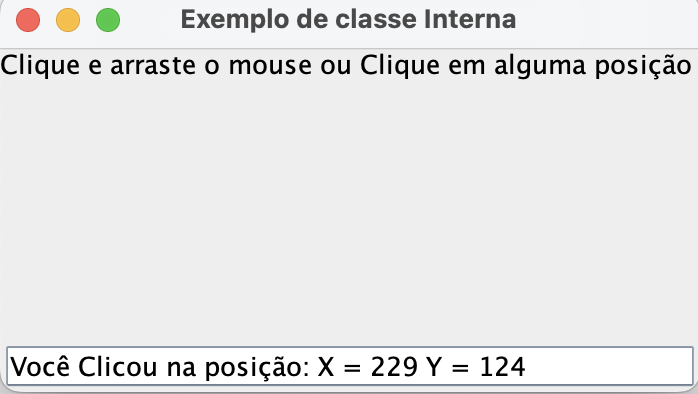 Exemplo de classe Interna
Clique e arraste o mouse ou Clique em alguma posição
Você Clicou na posição: X = 229 Y = 124